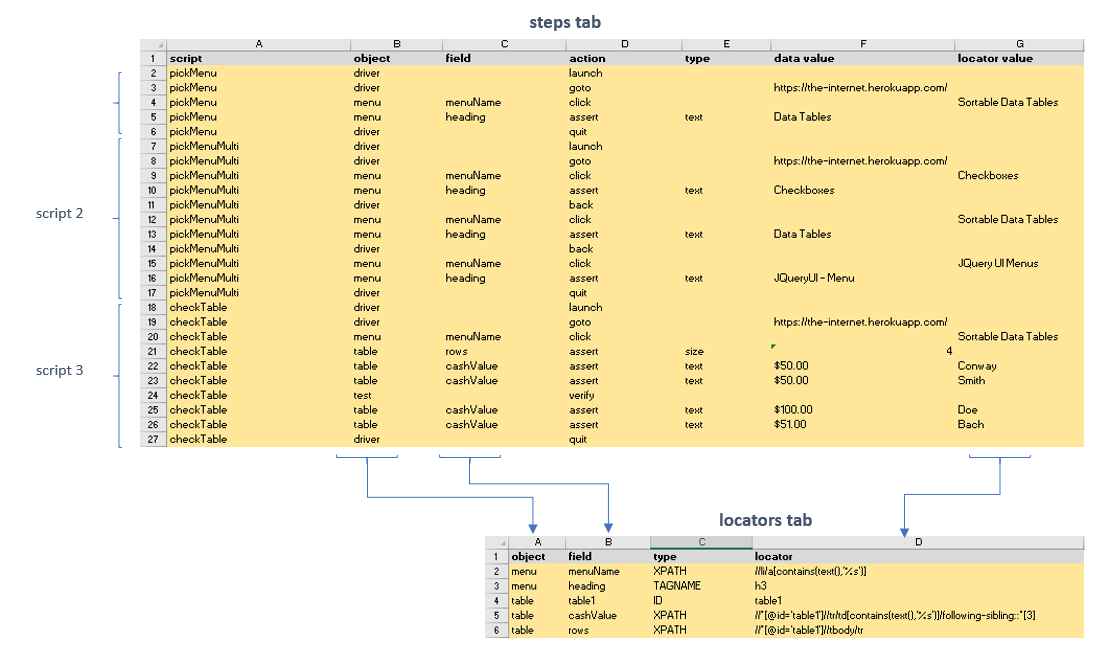 steps tab
A B C D E F G
1 script object field action type data value locator value
2 pickMenu driver launch
3 pickMenu driver goto https://the-internet.herokuapp.com/
4 pickMenu menu menuName click Sortable Data Tables
5 pickMenu menu heading assert text Data Tables
6 pickMenu driver quit
7 pickMenuMulti driver launch
8 pickMenuMulti driver goto https://the-internet.herokuapp.com/
9 pickMenuMulti menu menuName click Checkboxes
10 pickMenuMulti menu heading assert text Checkboxes
11 pickMenuMulti driver back
script 2
12 pickMenuMulti menu menuName click Sortable Data Tables
13 pickMenuMulti menu heading assert text Data Tables
14 pickMenuMulti driver back
15 pickMenuMulti menu menuName click JQuery UI Menus
16 pickMenuMulti menu heading assert text JQueryUI - Menu
17 pickMenuMulti driver quit
18 checkTable driver launch
19 checkTable driver goto https://the-internet.herokuapp.com/
20 checkTable menu menuName click Sortable Data Tables
21 checkTable table rows assert size 4
22 checkTable table cashValue assert text $50.00 Conway
script 3
23 checkTable table cashValue assert text $50.00 Smith
24 checkTable test verify
25 checkTable table cashValue assert text $100.00 Doe
26 checkTable table cashValue assert text $51.00 Bach
27 checkTable driver quit
locators tab
A B C D
1 object field type locator
2 menu menuName XPATH //li/a[contains(text(),'%s')]
3 menu heading TAGNAME h3
4 table table1 ID table1
5 table cashValue XPATH //*[@id='table1']//tr/td[contains(text(),'%s')]/following-sibling::*[3]
6 table rows XPATH //*[@id='table1']//tbody/tr